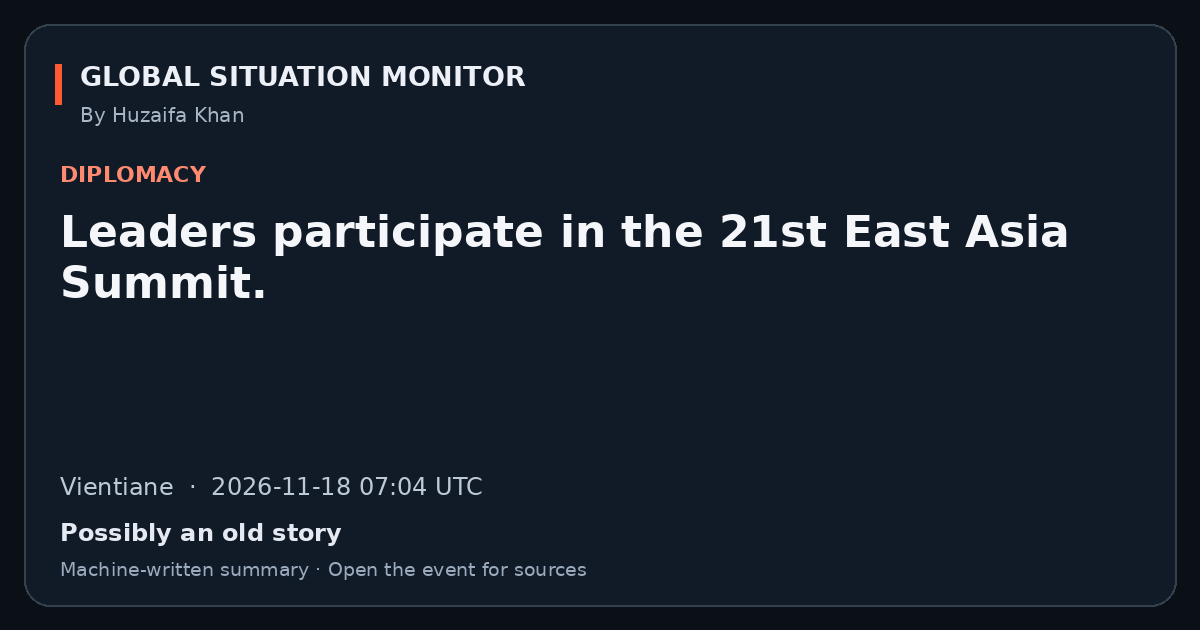 GLOBAL SITUATION MONITOR
By Huzaifa Khan
DIPLOMACY
Leaders participate in the 21st East Asia
Summit.
Vientiane · 2026-11-18 07:04 UTC
Possibly an old story
Machine-written summary · Open the event for sources